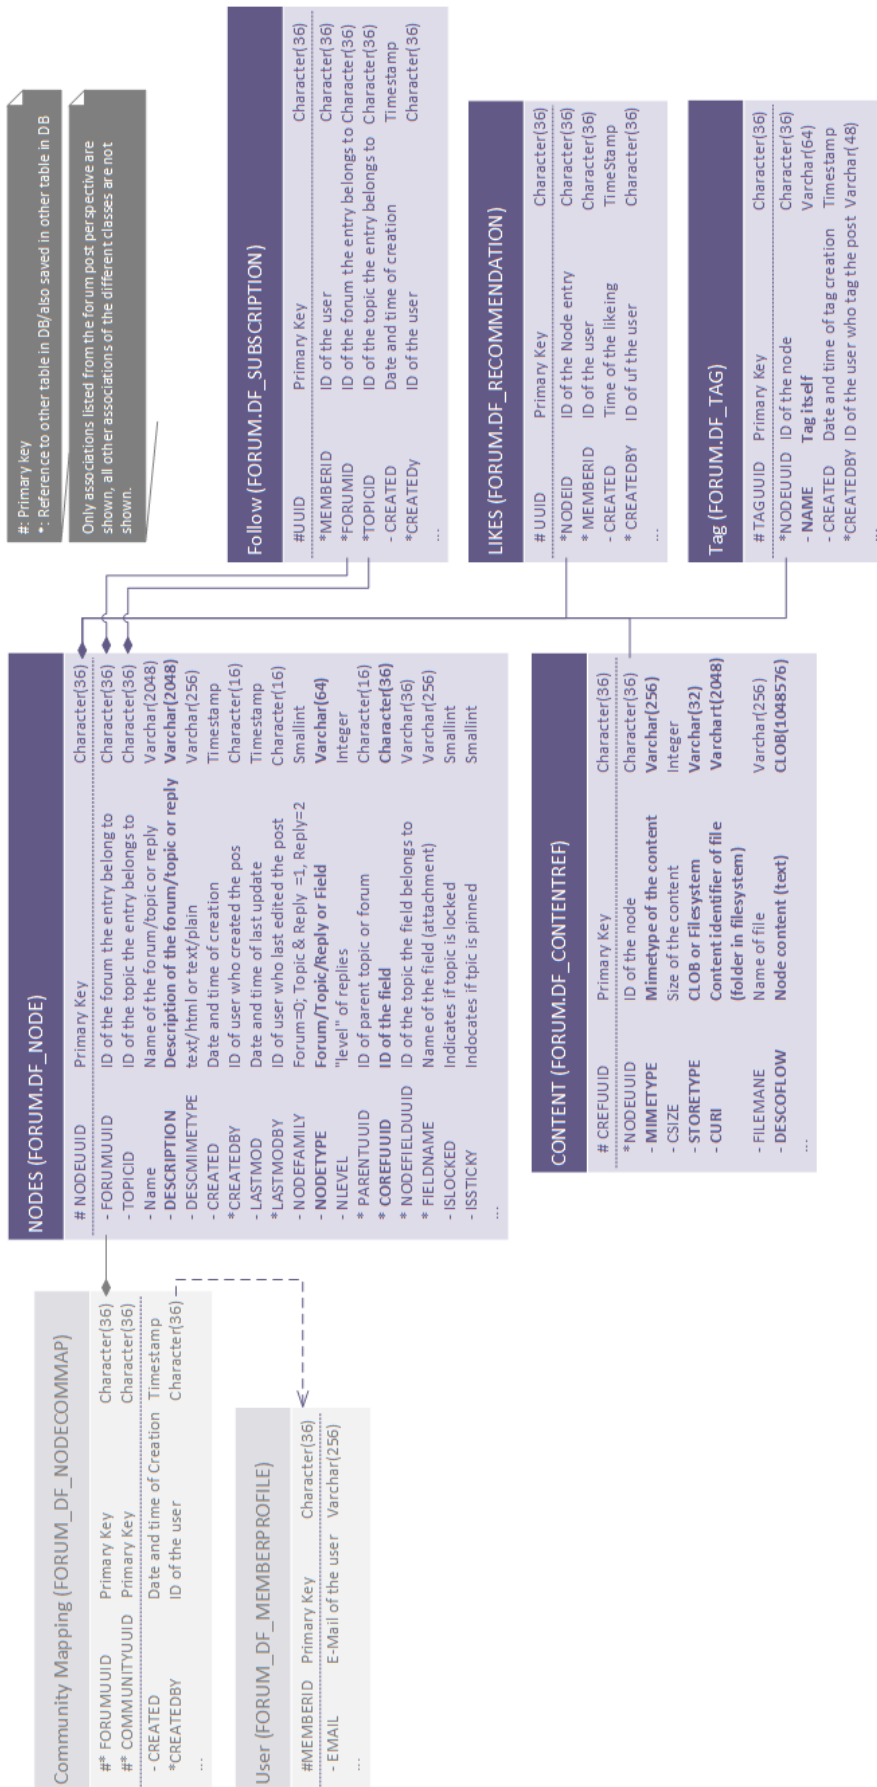 #: Primary key
*: Reference to other table in DB/also saved in other table in DB
Only associations listed from the forum post perspective are
shown, all other associations of the different classes are not
shown.
Community Mapping (FORUM_DF_NODECOMMAP)
#* FORUMUUID Primary Key Character(36)
#* COMMUNITYUUID Primary Key Character(36)
- CREATED Date and time of Creation Timestamp
*CREATEDBY ID of the user Character(36)
...
User (FORUM_DF_MEMBERPROFILE)
#MEMBERID Primary Key Character(36)
- EMAIL E-Mail of the user Varchar(256)
...
NODES (FORUM.DF_NODE)
# NODEUUID Primary Key Character(36)
- FORUMUUID ID of the forum the entry belong to Character(36)
- TOPICID ID of the topic the entry belongs to Character(36)
- Name Name of the forum/topic or reply Varchar(2048)
- DESCRIPTION Description of the forum/topic or reply Varchar(2048)
- DESCMIMETYPE text/html or text/plain Varchar(256)
- CREATED Date and time of creation Timestamp
*CREATEDBY ID of user who created the pos Character(16)
- LASTMOD Date and time of last update Timestamp
*LASTMODBY ID of user who last edited the post Character(16)
- NODEFAMILY Forum=0; Topic & Reply =1, Reply=2 Smallint
- NODETYPE Forum/Topic/Reply or Field Varchar(64)
- NLEVEL "level" of replies Integer
* PARENTUUID ID of parent topic or forum Character(16)
* COREFUUID ID of the field Character(36)
* NODEFIELDUUID ID of the topic the field belongs to Varchar(36)
* FIELDNAME Name of the field (attachment) Varchar(256)
- ISLOCKED Indicates if topic is locked Smallint
- ISSTICKY Indocates if tpic is pinned Smallint
...
CONTENT (FORUM.DF_CONTENTREF)
# CREFUUID Primary Key Character(36)
*NODEUUID ID of the node Character(36)
- MIMETYPE Mimetype of the content Varchar(256)
- CSIZE Size of the content Integer
- STORETYPE CLOB or Filesystem Varchar(32)
- CURI Content identifier of file Varchart(2048)
(folder in filesystem)
- FILEMANE Name of file Varchar(256)
- DESCOFLOW Node content (text) CLOB(1048576)
...
Follow (FORUM.DF_SUBSCRIPTION)
#UUID Primary Key Character(36)
*MEMBERID ID of the user Character(36)
*FORUMID ID of the forum the entry belongs to Character(36)
*TOPICID ID of the topic the entry belongs to Character(36)
- CREATED Date and time of creation Timestamp
*CREATEDy ID of the user Character(36)
...
LIKES (FORUM.DF_RECOMMENDATION)
# UUID Primary Key Character(36)
*NODEID ID of the Node entry Character(36)
* MEMBERID ID of the user Character(36)
- CREATED Time of the likeing TimeStamp
* CREATEDBY ID of uf the user Character(36)
...
Tag (FORUM.DF_TAG)
# TAGUUID Primary Key Character(36)
*NODEUUID ID of the node Character(36)
- NAME Tag itself Varchar(64)
- CREATED Date and time of tag creation Timestamp
*CREATEDBY ID of the user who tag the post Varchar(48)
...